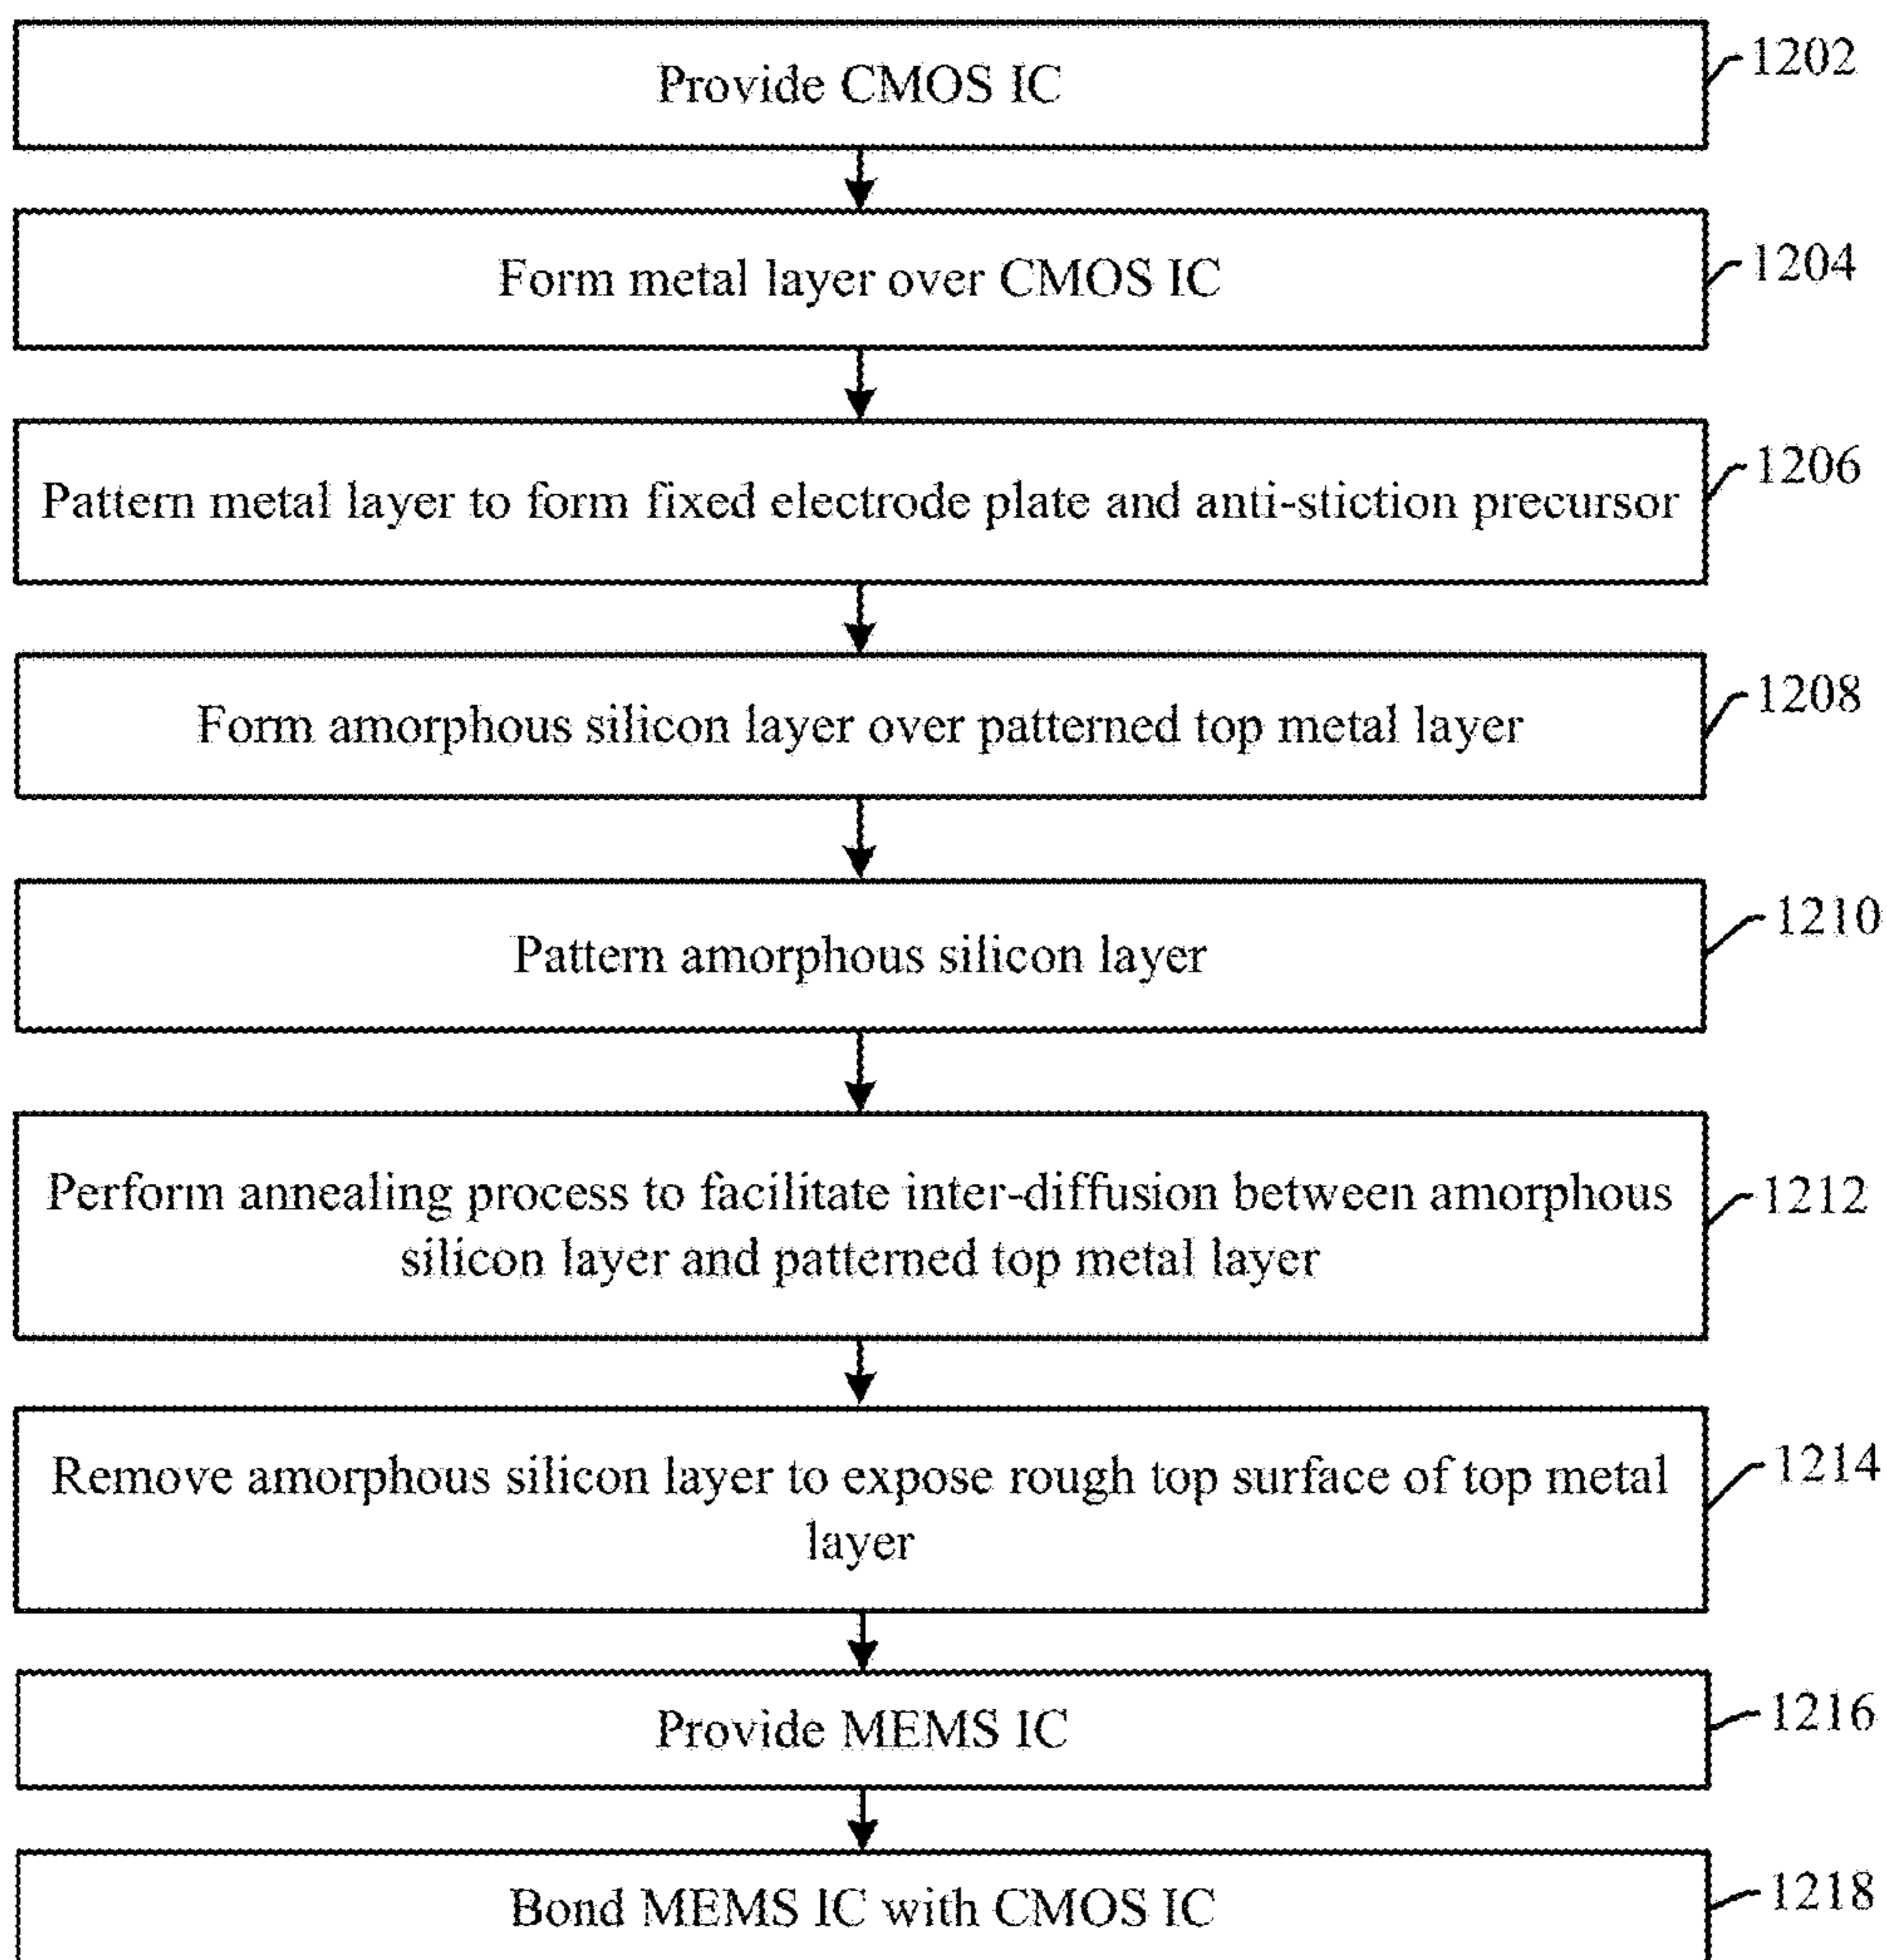 Provide CMOS IC
1202
Form metal layer over CMOS IC
1204
Pattern metal layer to form fixed electrode plate and anti-stiction precursor
1206
Form amorphous silicon layer over patterned top metal layer
1208
Pattern amorphous silicon layer
1210
Perform annealing process to facilitate inter-diffusion between amorphous
silicon layer and patterned top metal layer
1212
Remove amorphous silicon layer to expose rough top surface of top metal
layer
1214
Provide MEMS IC
1216
Bond MEMS IC with CMOS IC
1218